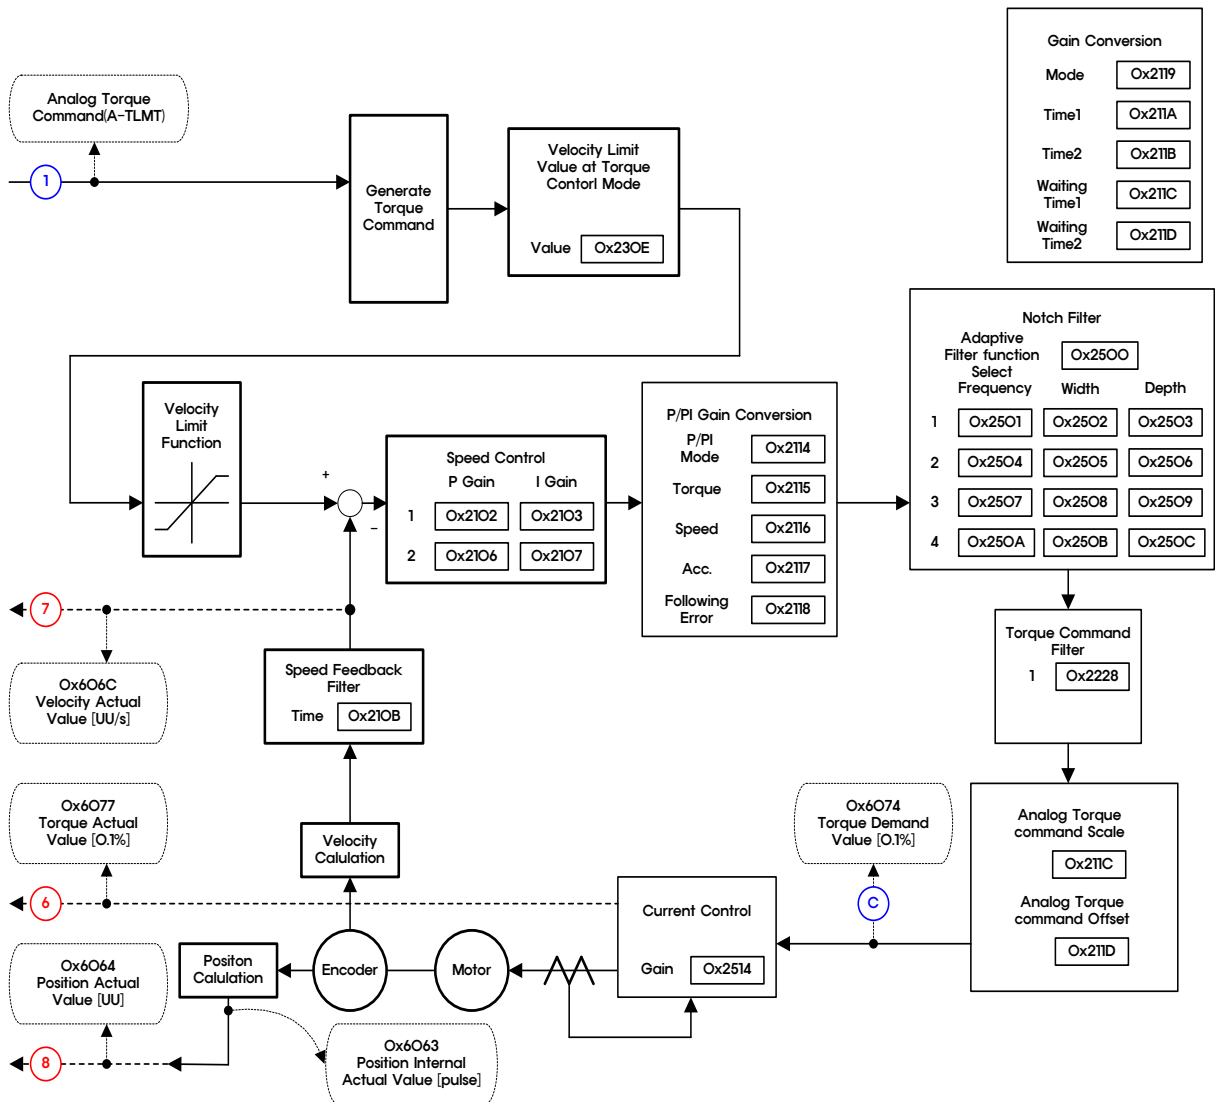 Gain Conversion
Mode 0x2119
Time1 0x211A
Time2 0x211B
Waiting
Time1 0x211C
Waiting
Time2 0x211D
Analog Torque
Command(A-TLMT)
1
Generate
Torque
Command
Velocity Limit
Value at Torque
Contorl Mode
Value 0x230E
Notch Filter
Adaptive
Filter function
Select
0x2500
Frequency Width Depth
1 0x2501 0x2502 0x2503
2 0x2504 0x2505 0x2506
3 0x2507 0x2508 0x2509
4 0x250A 0x250B 0x250C
Velocity
Limit
Function
+
−
Speed Control
P Gain I Gain
1 0x2102 0x2103
2 0x2106 0x2107
P/PI Gain Conversion
P/PI
Mode 0x2114
Torque 0x2115
Speed 0x2116
Acc. 0x2117
Following
Error 0x2118
7
0x606C
Velocity Actual
Value [UU/s]
Speed Feedback
Filter
Time 0x210B
Torque Command
Filter
1 0x2228
0x6077
Torque Actual
Value [0.1%]
Velocity
Calulation
0x6074
Torque Demand
Value [0.1%]
Analog Torque
command Scale
0x211C
Analog Torque
command Offset
0x211D
6
C
Current Control
Gain 0x2514
0x6064
Position Actual
Value [UU]
Positon
Calulation
Encoder
Motor
8
0x6063
Position Internal
Actual Value [pulse]